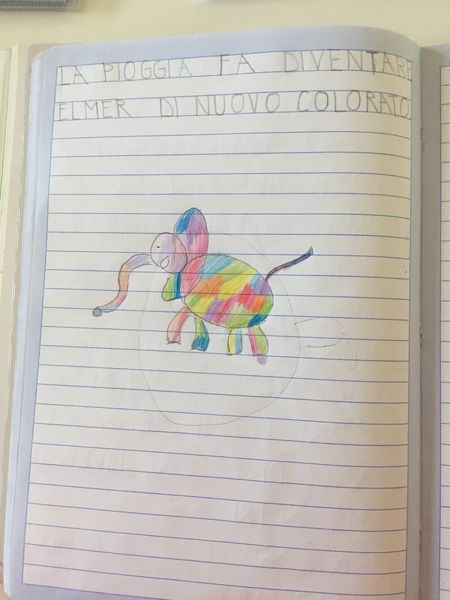 LA PIOGGIA FA DIVENTARE
ELMER DI NUOVO COLORATO.